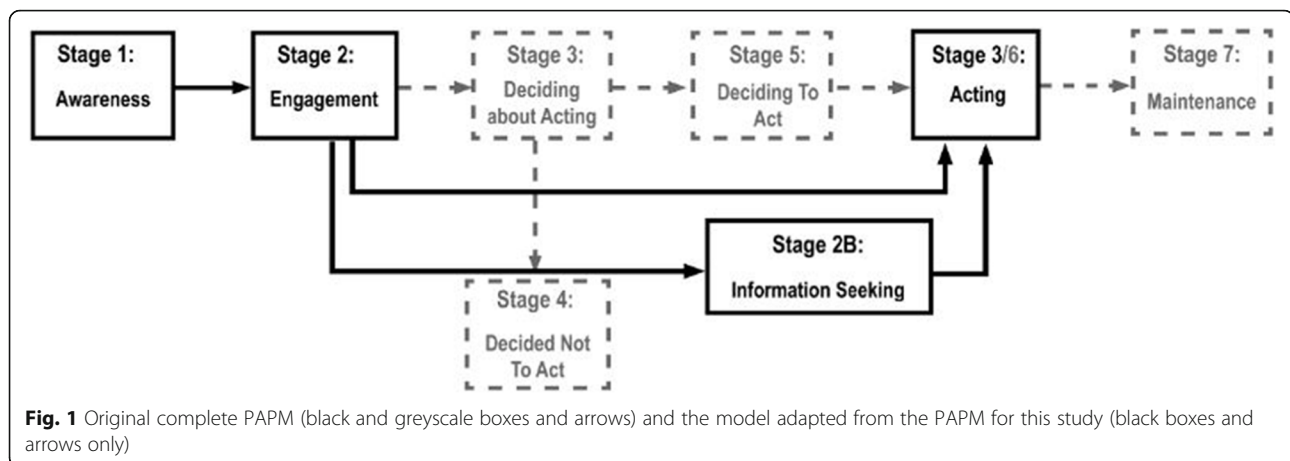 Stage 1:
Awareness
Stage 2:
Engagement
Stage 3:
Deciding
about Acting
Stage 5:
Deciding To
Act
Stage 3/6:
Acting
Stage 7:
Maintenance
Stage 2B:
Information Seeking
Stage 4:
Decided Not
To Act
Fig. 1 Original complete PAPM (black and greyscale boxes and arrows) and the model adapted from the PAPM for this study (black boxes and
arrows only)